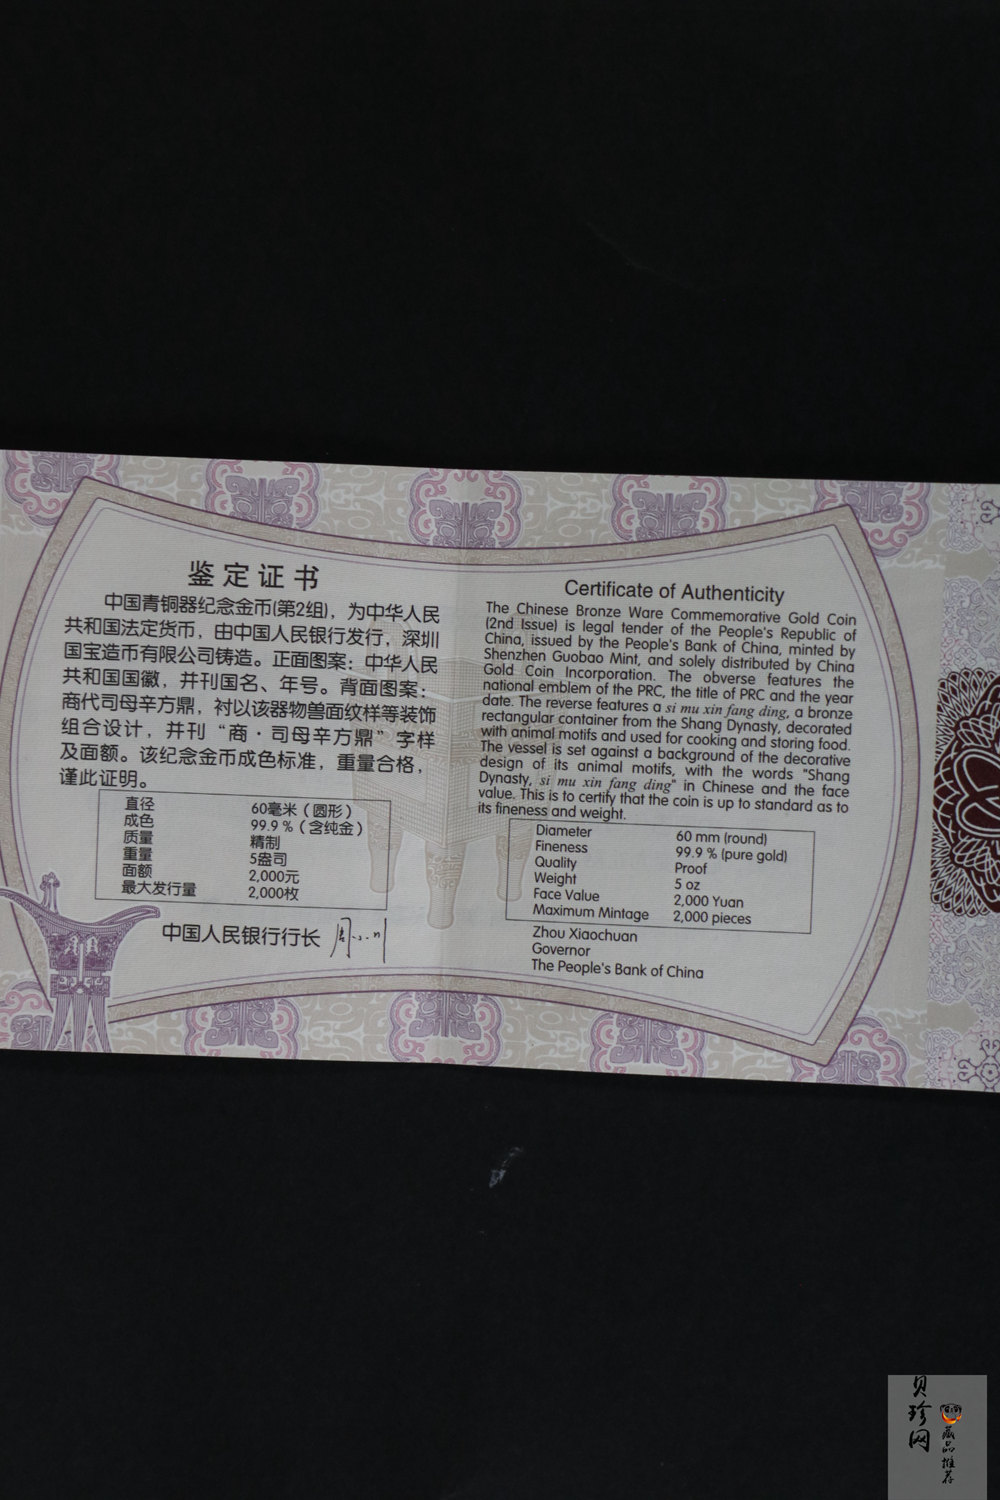 鉴定证书
中国青铜器纪念金币(第2组)，为中华人民
共和国法定货币，由中国人民银行发行，深圳
国宝造币有限公司铸造。正面图案：中华人民
共和国国徽，并刊国名、年号。背面图案：
商代司母辛方鼎，衬以该器物兽面纹样等装饰
组合设计，并刊“商·司母辛方鼎”字样
及面额。该纪念金币成色标准，重量合格，
谨此证明。
直径 60毫米（圆形）
成色 99.9％（含纯金）
质量 精制
重量 5盎司
面额 2,000元
最大发行量 2,000枚
中国人民银行行长
Certificate of Authenticity
The Chinese Bronze Ware Commemorative Gold Coin
(2nd Issue) is legal tender of the People's Republic of
China, issued by the People's Bank of China, minted by
Shenzhen Guobao Mint, and solely distributed by China
Gold Coin Incorporation. The obverse features the
national emblem of the PRC, the title of PRC and the year
date. The reverse features a si mu xin fang ding, a bronze
rectangular container from the Shang Dynasty, decorated
with animal motifs and used for cooking and storing food.
The vessel is set against a background of the decorative
design of its animal motifs, with the words "Shang
Dynasty, si mu xin fang ding" in Chinese and the face
value. This is to certify that the coin is up to standard as to
its fineness and weight.
Diameter 60 mm (round)
Fineness 99.9 % (pure gold)
Quality Proof
Weight 5 oz
Face Value 2,000 Yuan
Maximum Mintage 2,000 pieces
Zhou Xiaochuan
Governor
The People's Bank of China
贝珍网
藏品推荐